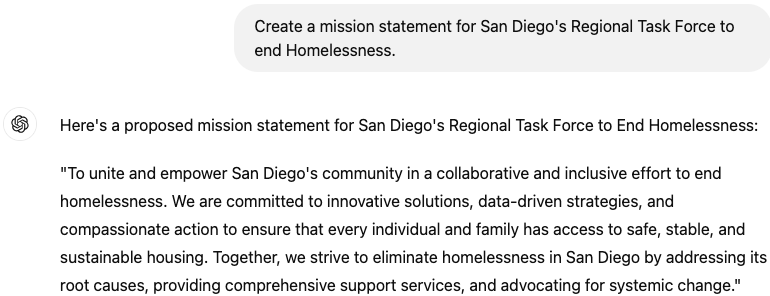 Create a mission statement for San Diego's Regional Task Force to
end Homelessness.
Here's a proposed mission statement for San Diego's Regional Task Force to End Homelessness:
"To unite and empower San Diego's community in a collaborative and inclusive effort to end
homelessness. We are committed to innovative solutions, data-driven strategies, and
compassionate action to ensure that every individual and family has access to safe, stable, and
sustainable housing. Together, we strive to eliminate homelessness in San Diego by addressing its
root causes, providing comprehensive support services, and advocating for systemic change."